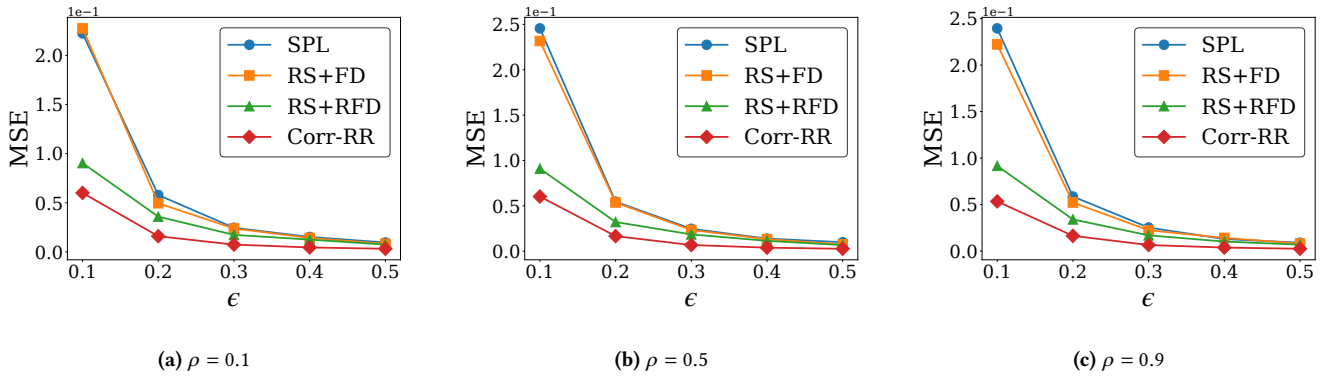 1e−1
MSE
2.0
1.5
1.0
0.5
0.0
0.1 0.2 0.3 0.4 0.5
ϵ
SPL
RS+FD
RS+RFD
Corr-RR
(a) ρ = 0.1
1e−1
MSE
2.5
2.0
1.5
1.0
0.5
0.0
0.1 0.2 0.3 0.4 0.5
ϵ
SPL
RS+FD
RS+RFD
Corr-RR
(b) ρ = 0.5
1e−1
MSE
2.5
2.0
1.5
1.0
0.5
0.0
0.1 0.2 0.3 0.4 0.5
ϵ
SPL
RS+FD
RS+RFD
Corr-RR
(c) ρ = 0.9